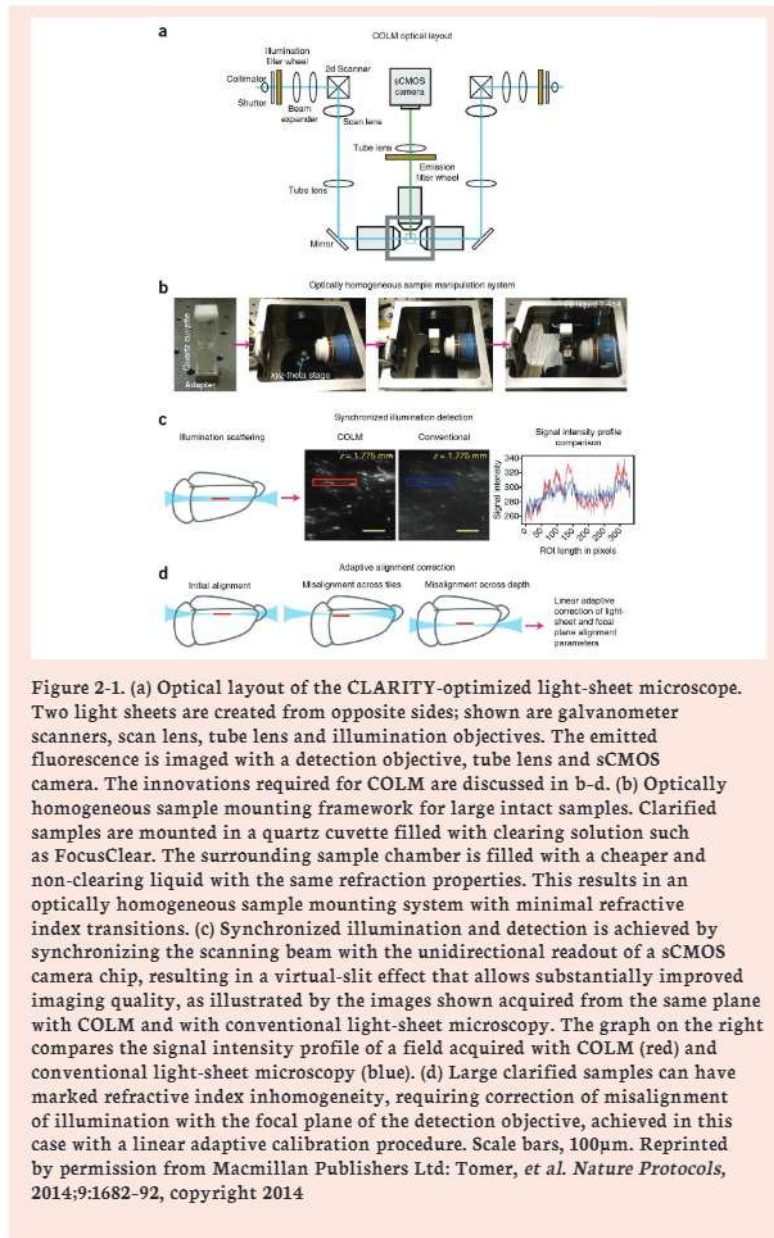 a
COLM optical layout
Illumination
filter wheel
2d Scanner
sCMOS
camera
Collimator
Shutter
Beam
expander
Scan lens
Tube lens
Emission
filter wheel
Tube lens
Mirror
b
Optically homogeneous sample manipulation system
Quartz cuvette
Adapter
xyz-theta stage
c
Synchronized illumination detection
Illumination scattering
COLM
Conventional
Signal intensity profile
comparison
z = 1.775 mm
z = 1.775 mm
Signal intensity
340
320
300
280
260
0
50
100
150
200
250
300
ROI length in pixels
d
Adaptive alignment correction
Initial alignment
Misalignment across tiles
Misalignment across depth
Linear adaptive
correction of light-
sheet and focal
plane alignment
parameters
Figure 2-1. (a) Optical layout of the CLARITY-optimized light-sheet microscope.
Two light sheets are created from opposite sides; shown are galvanometer
scanners, scan lens, tube lens and illumination objectives. The emitted
fluorescence is imaged with a detection objective, tube lens and sCMOS
camera. The innovations required for COLM are discussed in b–d. (b) Optically
homogeneous sample mounting framework for large intact samples. Clarified
samples are mounted in a quartz cuvette filled with clearing solution such
as FocusClear. The surrounding sample chamber is filled with a cheaper and
non-clearing liquid with the same refraction properties. This results in an
optically homogeneous sample mounting system with minimal refractive
index transitions. (c) Synchronized illumination and detection is achieved by
synchronizing the scanning beam with the unidirectional readout of a sCMOS
camera chip, resulting in a virtual-slit effect that allows substantially improved
imaging quality, as illustrated by the images shown acquired from the same plane
with COLM and with conventional light-sheet microscopy. The graph on the right
compares the signal intensity profile of a field acquired with COLM (red) and
conventional light-sheet microscopy (blue). (d) Large clarified samples can have
marked refractive index inhomogeneity, requiring correction of misalignment
of illumination with the focal plane of the detection objective, achieved in this
case with a linear adaptive calibration procedure. Scale bars, 100μm. Reprinted
by permission from Macmillan Publishers Ltd: Tomer, et al. Nature Protocols,
2014;9:1682–92, copyright 2014